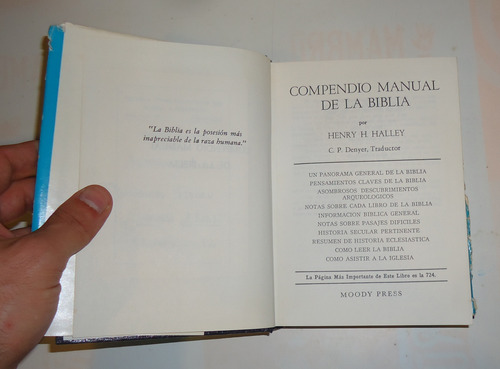 "La Biblia es la posesión más
inapreciable de la raza humana."
COMPENDIO MANUAL
DE LA BIBLIA
por
HENRY H. HALLEY
C. P. Denyer, Traductor
UN PANORAMA GENERAL DE LA BIBLIA
PENSAMIENTOS CLAVES DE LA BIBLIA
ASOMBROSOS DESCUBRIMIENTOS
ARQUEOLOGICOS
NOTAS SOBRE CADA LIBRO DE LA BIBLIA
INFORMACION BIBLICA GENERAL
NOTAS SOBRE PASAJES DIFICILES
HISTORIA SECULAR PERTINENTE
RESUMEN DE HISTORIA ECLESIASTICA
COMO LEER LA BIBLIA
COMO ASISTIR A LA IGLESIA
La Página Más Importante de Este Libro es la 724.
MOODY PRESS